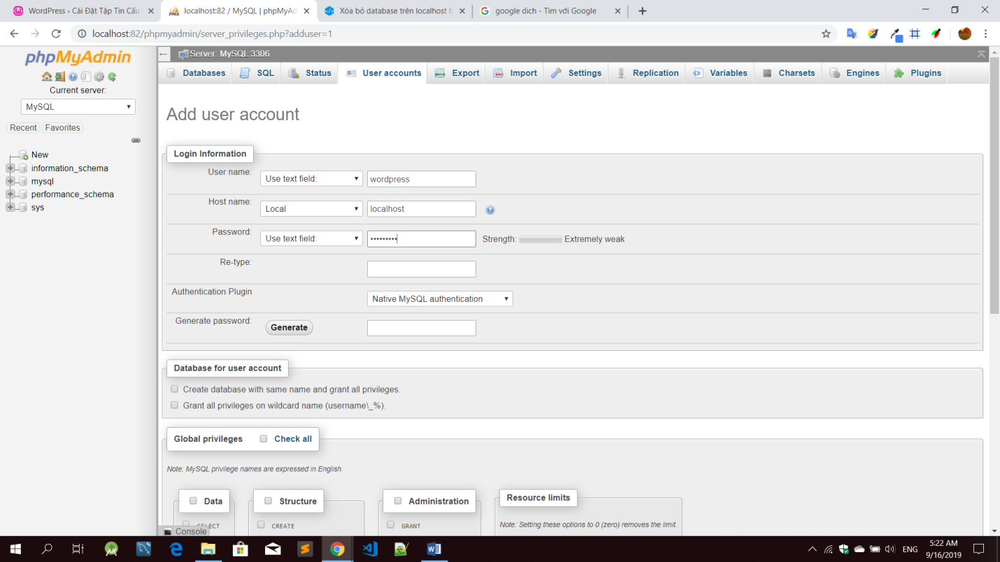 WordPress › Cài Đặt Tập Tin Cấu
localhost:82 / MySQL | phpMyAd
Xóa bỏ database trên localhost b
google dich - Tìm với Google
localhost:82/phpmyadmin/server_privileges.php?adduser=1
phpMyAdmin
Current server:
MySQL
Recent Favorites
New
information_schema
mysql
performance_schema
sys
Server: MySQL:3306
Databases SQL Status User accounts Export Import Settings Replication Variables Charsets Engines Plugins
Add user account
Login Information
User name: Use text field: wordpress
Host name: Local localhost
Password: Use text field: ••••••••• Strength: Extremely weak
Re-type:
Authentication Plugin Native MySQL authentication
Generate password: Generate
Database for user account
Create database with same name and grant all privileges.
Grant all privileges on wildcard name (username\_%).
Global privileges Check all
Note: MySQL privilege names are expressed in English.
Data Structure Administration Resource limits
SELECT CREATE GRANT Note: Setting these options to 0 (zero) removes the limit.
Console
ENG
5:22 AM
9/16/2019